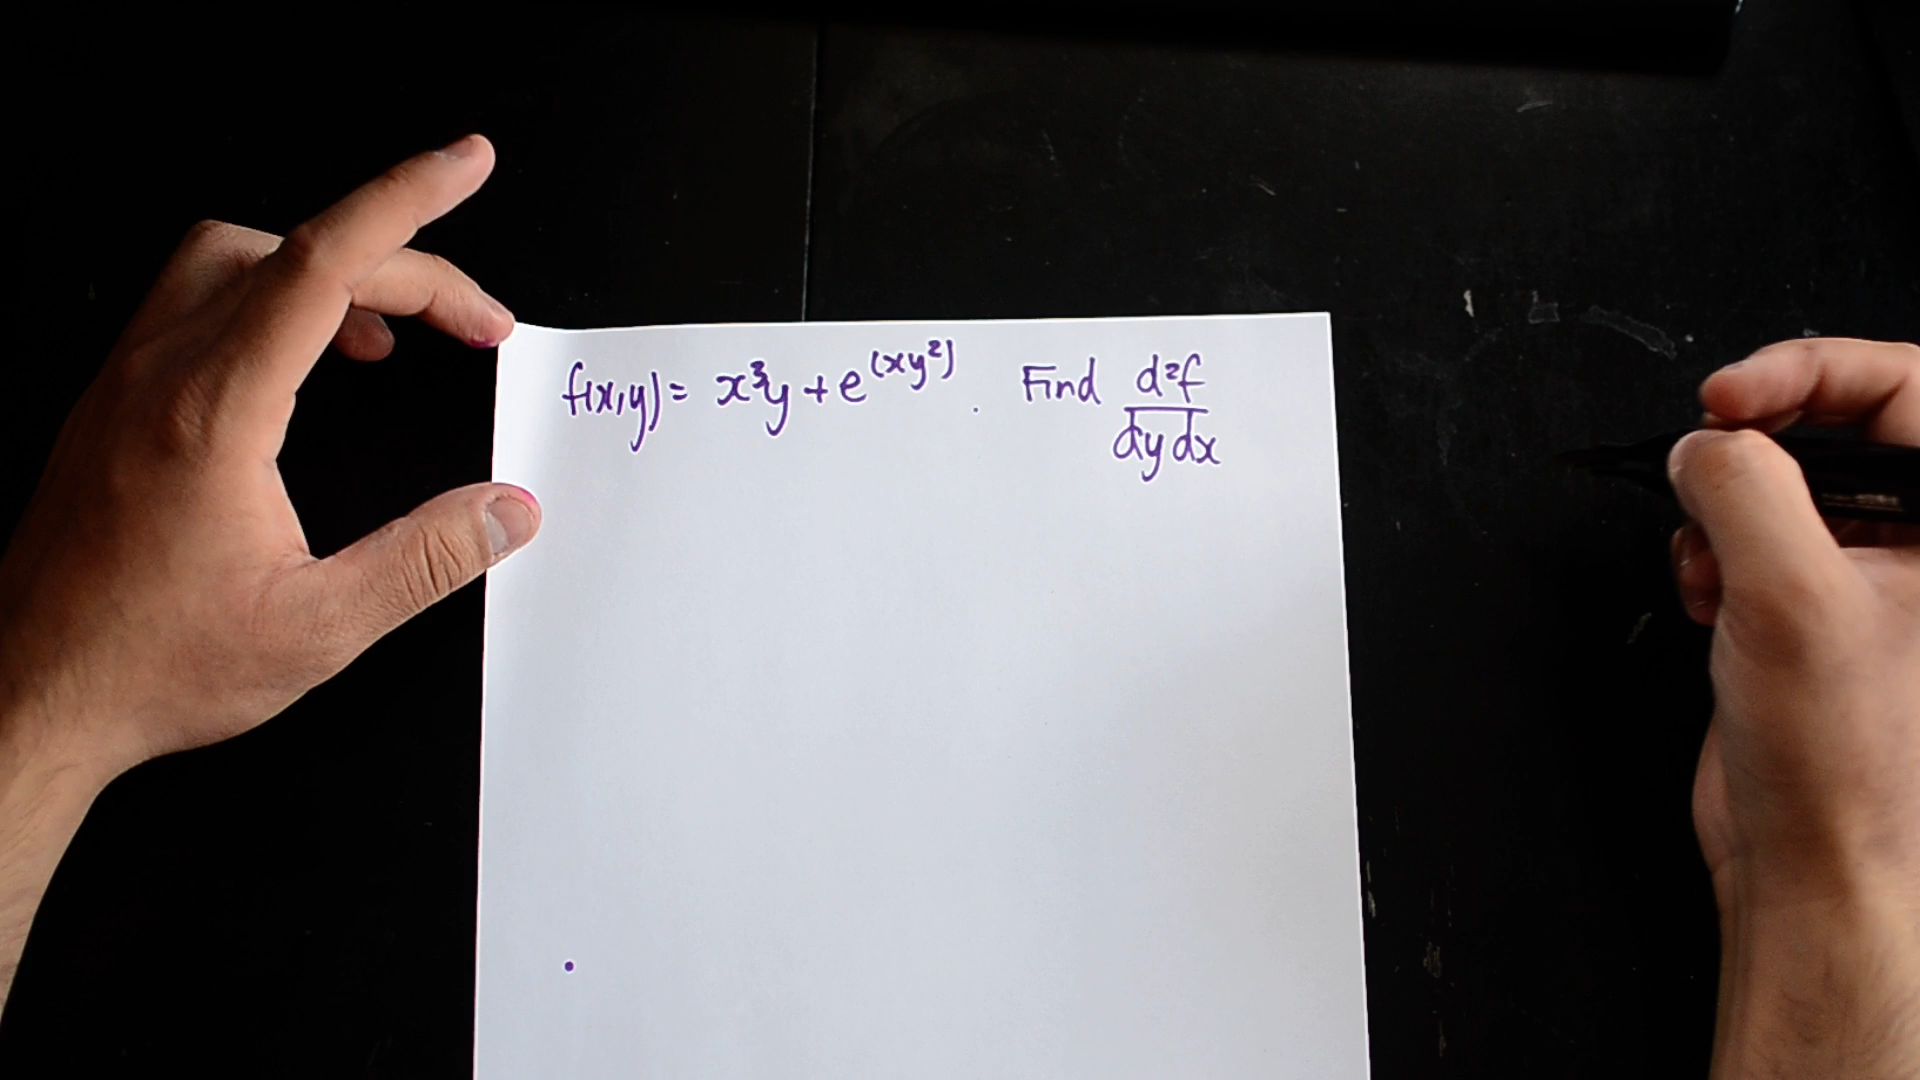 f(x,y) = x³y + e^(xy²). Find d²f/dydx